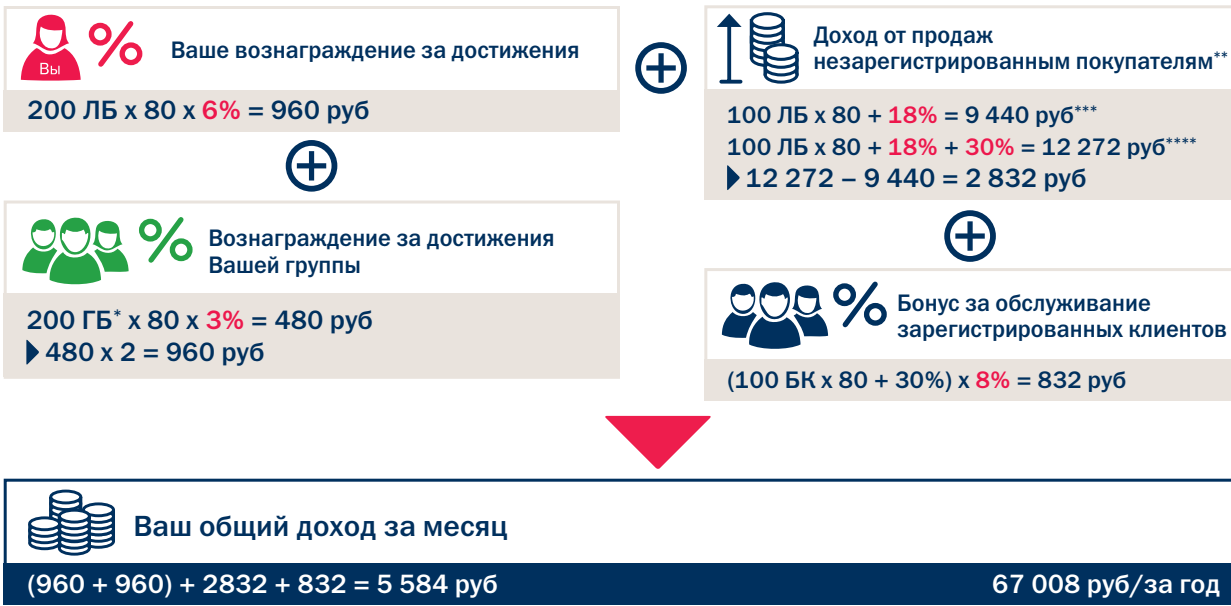 Вы
% Ваше вознаграждение за достижения
200 ЛБ x 80 x 6% = 960 руб
% Вознаграждение за достижения
Вашей группы
200 ГБ* x 80 x 3% = 480 руб
480 x 2 = 960 руб
Доход от продаж
незарегистрированным покупателям**
100 ЛБ x 80 + 18% = 9 440 руб***
100 ЛБ x 80 + 18% + 30% = 12 272 руб****
12 272 – 9 440 = 2 832 руб
% Бонус за обслуживание
зарегистрированных клиентов
(100 БК x 80 + 30%) x 8% = 832 руб
Ваш общий доход за месяц
(960 + 960) + 2832 + 832 = 5 584 руб 67 008 руб/за год